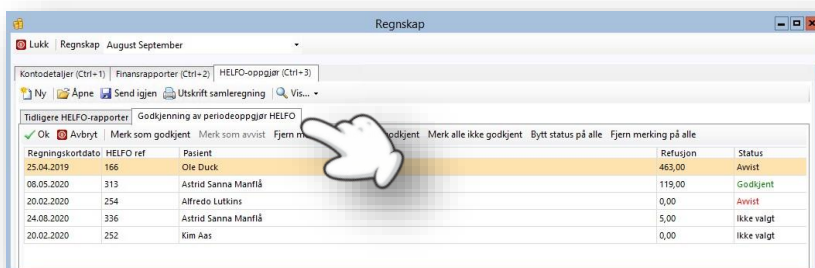 Regnskap
Lukk Regnskap August September
Kontodetaljer (Ctrl+1) Finansrapporter (Ctrl+2) HELFO-oppgjør (Ctrl+3)
Ny Åpne Send igjen Utskrift samleregning Vis...
Tidligere HELFO-rapporter Godkjenning av periodeoppgjør HELFO
Ok Avbryt Merk som godkjent Merk som avvist Fjern Merk alle ikke godkjent Bytt status på alle Fjern merking på alle
Regningskortdato HELFO ref Pasient Refusjon Status
25.04.2019 166 Ole Duck 463,00 Avvist
08.05.2020 313 Astrid Sanna Manflå 119,00 Godkjent
20.02.2020 254 Alfredo Lutkins 0,00 Avvist
24.08.2020 336 Astrid Sanna Manflå 5,00 Ikke valgt
20.02.2020 252 Kim Aas 0,00 Ikke valgt